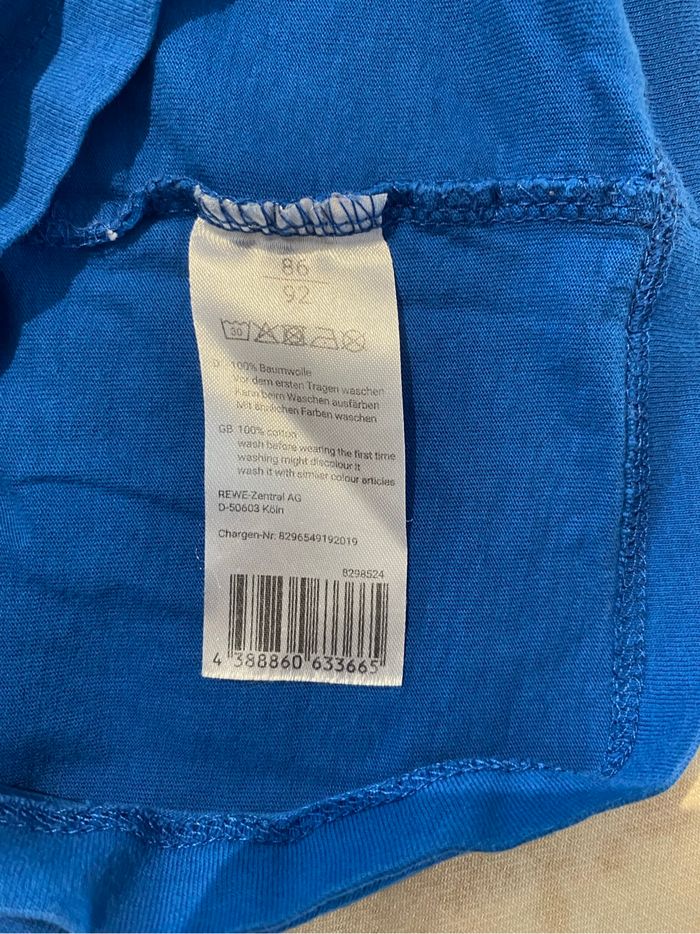 86
92
30
D 100% Baumwolle
Vor dem ersten Tragen waschen
Kann beim Waschen ausfärben
Mit ähnlichen Farben waschen
GB 100% cotton
wash before wearing the first time
washing might discolour it
wash it with similar colour articles
REWE-Zentral AG
D-50603 Köln
Chargen-Nr: 8296549192019
8298524
4 388860 633665